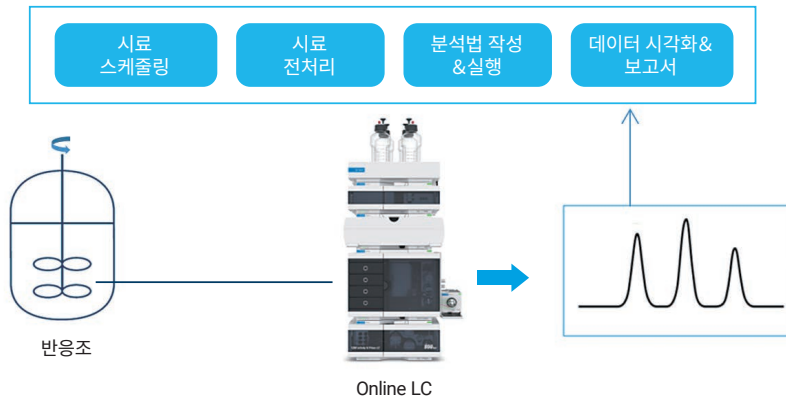 시료
스케줄링
시료
전처리
분석법 작성
&실행
데이터 시각화&
보고서
반응조
Online LC